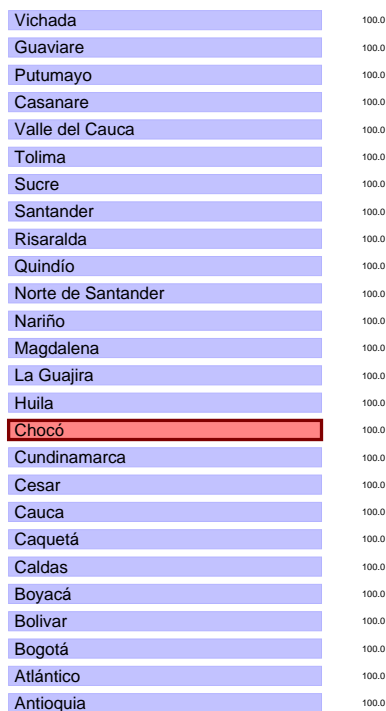 Vichada 100.0
Guaviare 100.0
Putumayo 100.0
Casanare 100.0
Valle del Cauca 100.0
Tolima 100.0
Sucre 100.0
Santander 100.0
Risaralda 100.0
Quindío 100.0
Norte de Santander 100.0
Nariño 100.0
Magdalena 100.0
La Guajira 100.0
Huila 100.0
Chocó 100.0
Cundinamarca 100.0
Cesar 100.0
Cauca 100.0
Caquetá 100.0
Caldas 100.0
Boyacá 100.0
Bolivar 100.0
Bogotá 100.0
Atlántico 100.0
Antioquia 100.0